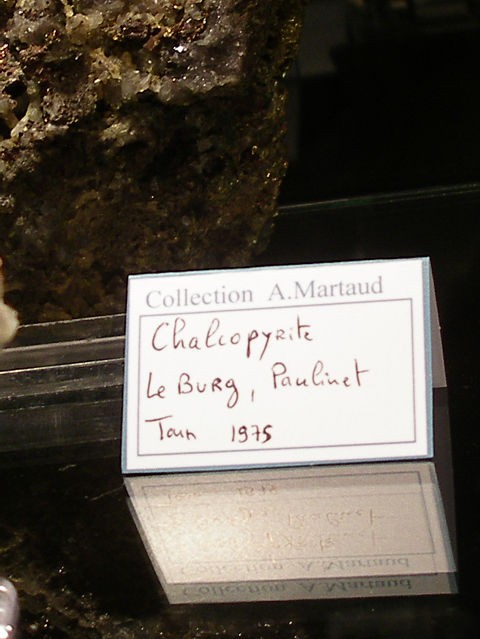 Collection A.Martaud
Chalcopyrite
Le Burg, Paulinet
Tarn 1975